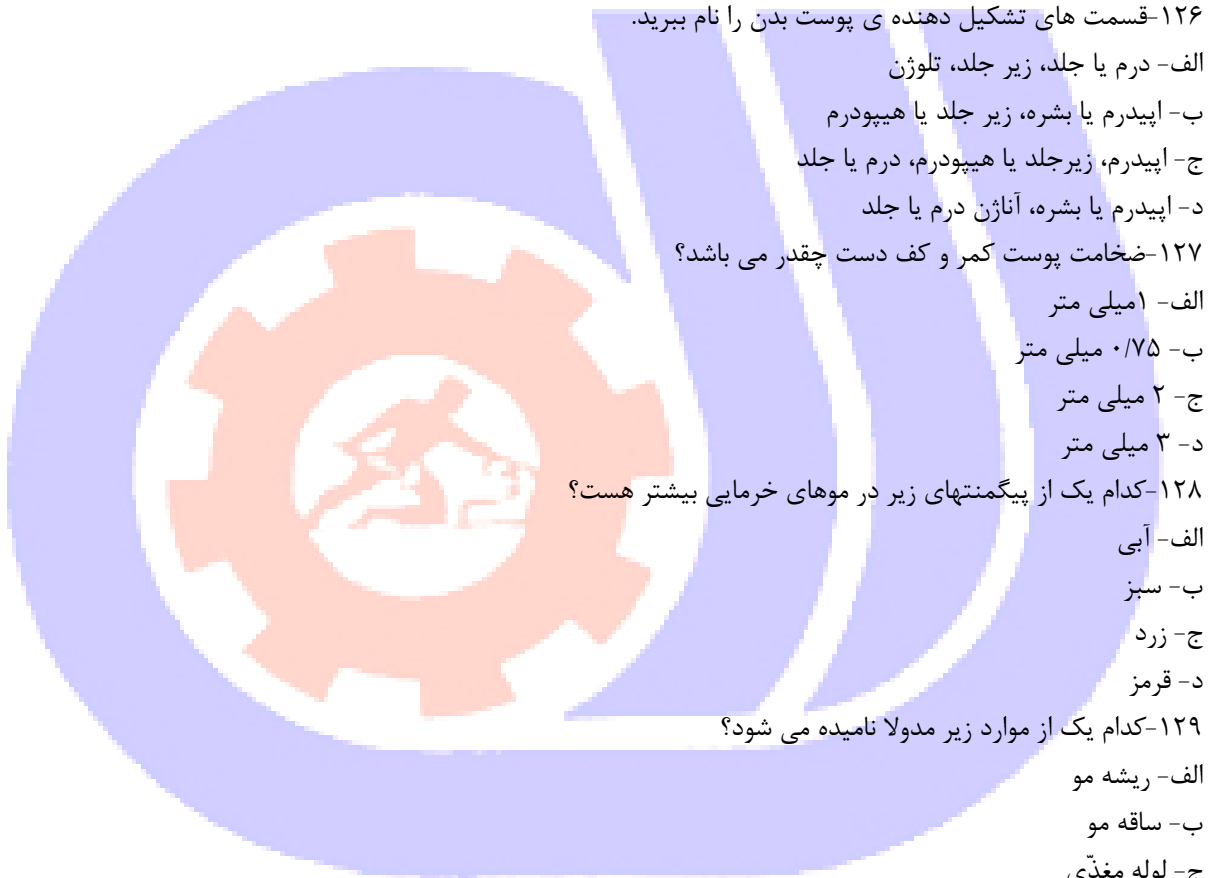 ۱۲۶-قسمت های تشکیل دهنده ی پوست بدن را نام ببرید.
الف- درم یا جلد، زیر جلد، تلوژن
ب- اپیدرم یا بشره، زیر جلد یا هیپودرم
ج- اپیدرم، زیرجلد یا هیپودرم، درم یا جلد
د- اپیدرم یا بشره، آناژن درم یا جلد
۱۲۷-ضخامت پوست کمر و کف دست چقدر می باشد؟
الف- ۱میلی متر
ب- ۰/۷۵ میلی متر
ج- ۲ میلی متر
د- ۳ میلی متر
۱۲۸-کدام یک از پیگمنتهای زیر در موهای خرمایی بیشتر هست؟
الف- آبی
ب- سبز
ج- زرد
د- قرمز
۱۲۹-کدام یک از موارد زیر مدولا نامیده می شود؟
الف- ریشه مو
ب- ساقه مو
ج- لوله مغذّی